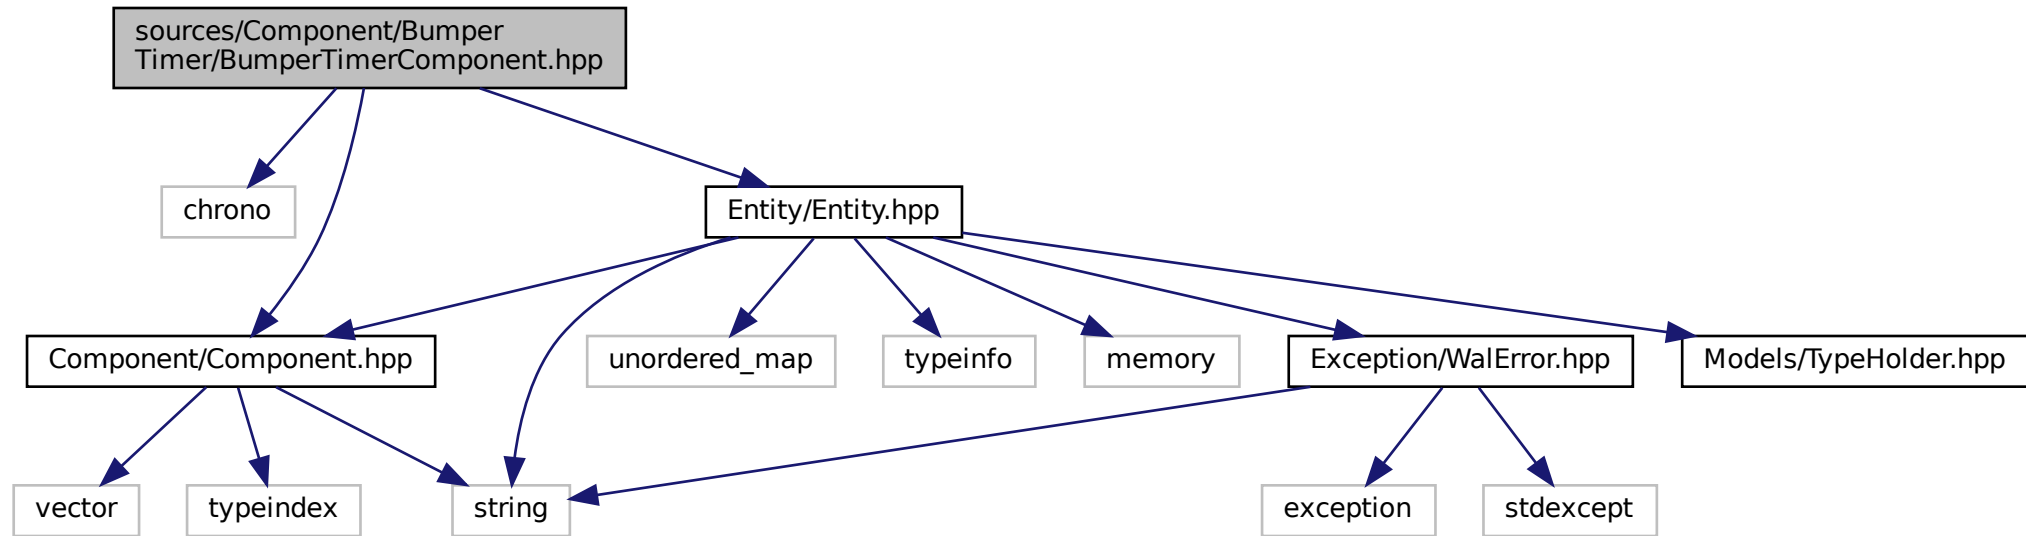 sources/Component/Bumper
Timer/BumperTimerComponent.hpp
chrono
Entity/Entity.hpp
Component/Component.hpp
unordered_map
typeinfo
memory
Exception/WalError.hpp
Models/TypeHolder.hpp
vector
typeindex
string
exception
stdexcept